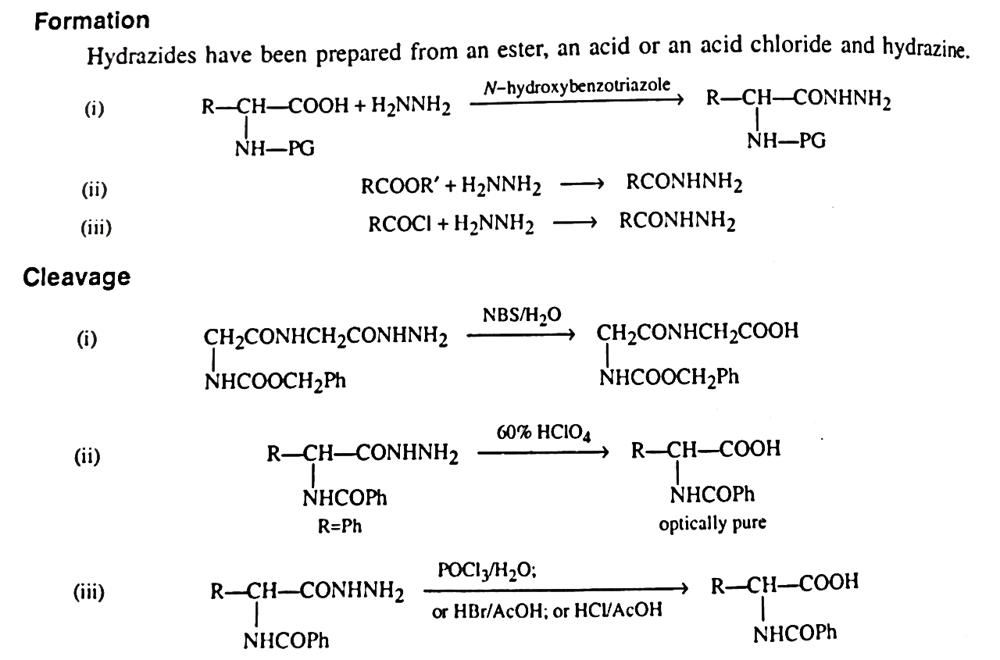 Formation
Hydrazides have been prepared from an ester, an acid or an acid chloride and hydrazine.
(i) R—CH—COOH + H₂NNH₂ N-hydroxybenzotriazole R—CH—CONHNH₂
NH—PG NH—PG
(ii) RCOOR′ + H₂NNH₂ ⟶ RCONHNH₂
(iii) RCOCl + H₂NNH₂ ⟶ RCONHNH₂
Cleavage
NBS/H₂O
(i) CH₂CONHCH₂CONHNH₂ ⟶ CH₂CONHCH₂COOH
NHCOOCH₂Ph NHCOOCH₂Ph
60% HClO₄
(ii) R—CH—CONHNH₂ ⟶ R—CH—COOH
NHCOPh NHCOPh
R=Ph optically pure
POCl₃/H₂O;
(iii) R—CH—CONHNH₂ ⟶ R—CH—COOH
or HBr/AcOH; or HCl/AcOH
NHCOPh NHCOPh